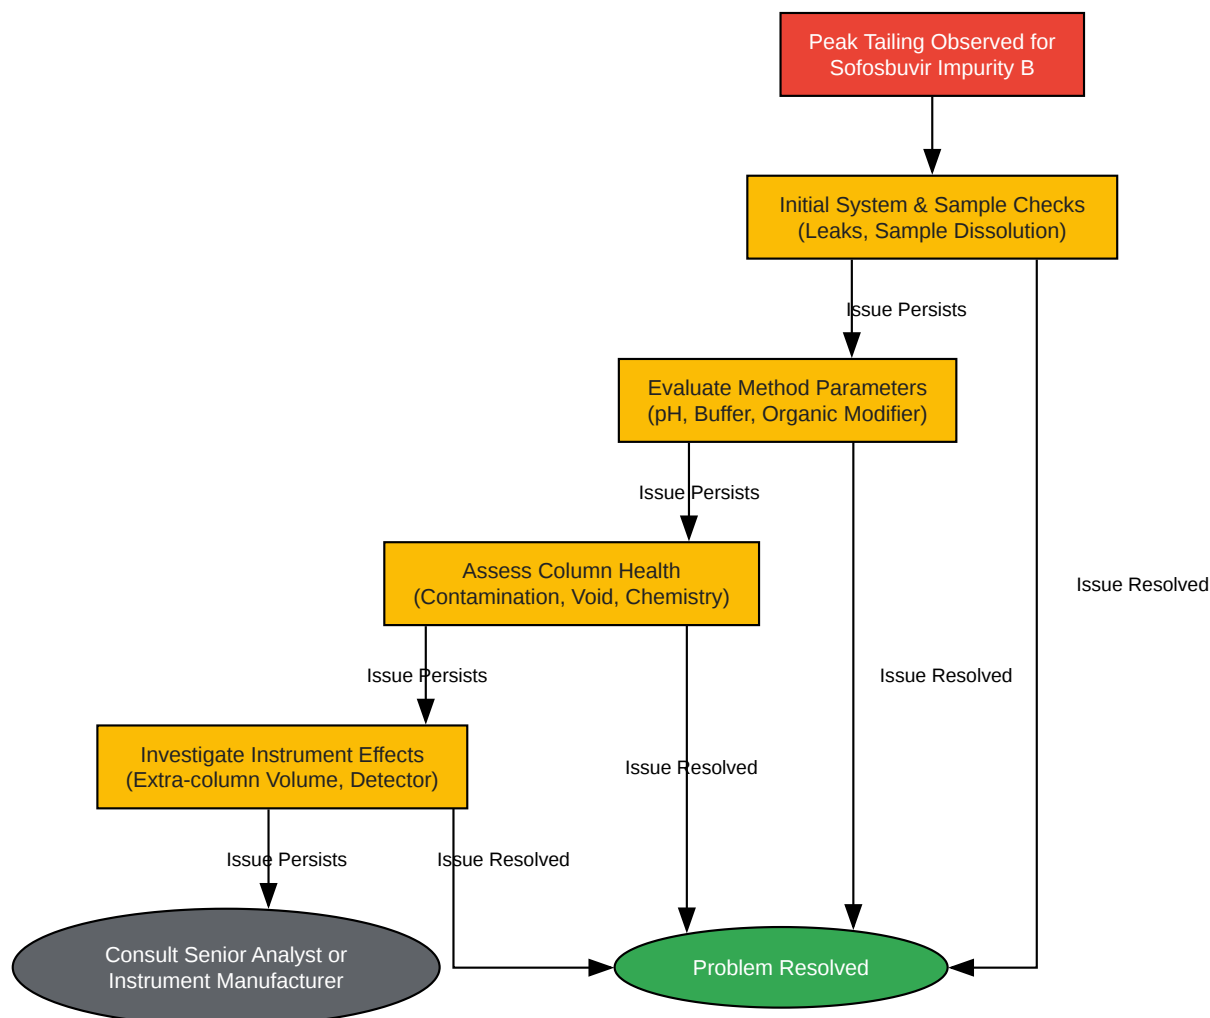 Peak Tailing Observed for
Sofosbuvir Impurity B
Initial System & Sample Checks
(Leaks, Sample Dissolution)
Issue Persists
Evaluate Method Parameters
(pH, Buffer, Organic Modifier)
Issue Persists
Assess Column Health
(Contamination, Void, Chemistry)
Issue Resolved
Issue Persists
Issue Resolved
Investigate Instrument Effects
(Extra-column Volume, Detector)
Issue Resolved
Issue Persists
Issue Resolved
Consult Senior Analyst or
Instrument Manufacturer
Problem Resolved